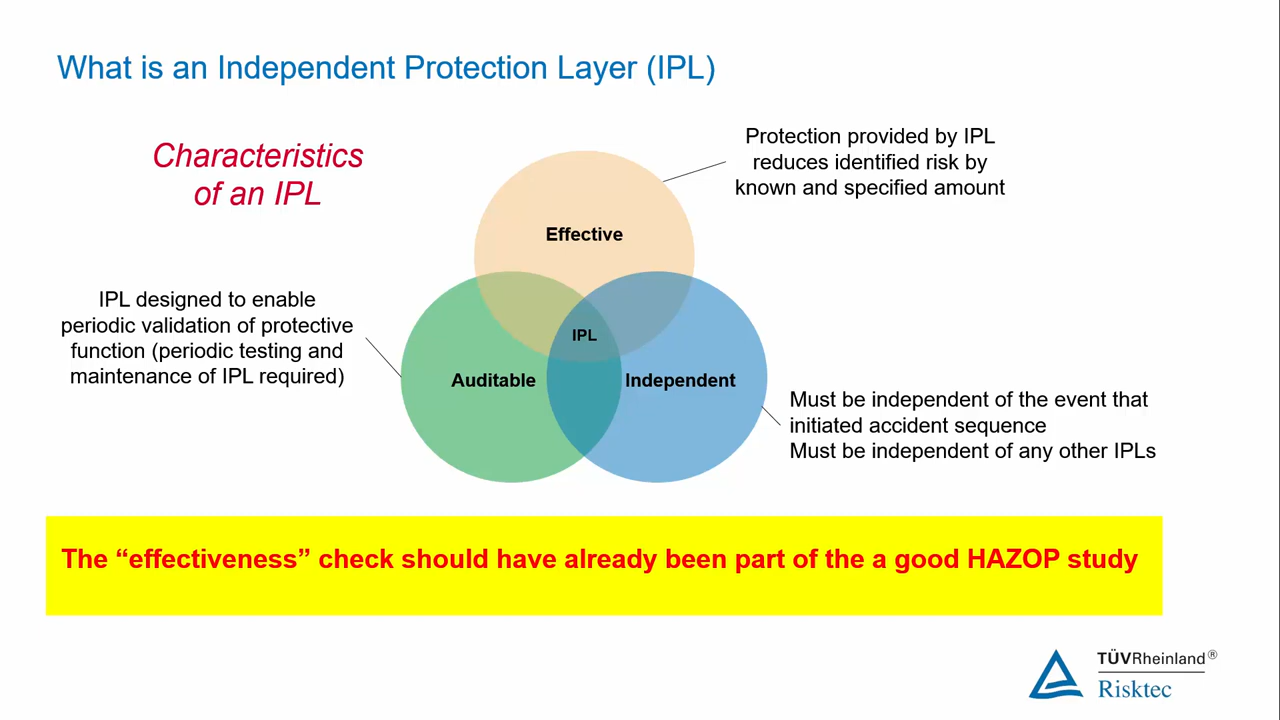 What is an Independent Protection Layer (IPL)
Characteristics
of an IPL
Protection provided by IPL
reduces identified risk by
known and specified amount
Effective
IPL designed to enable
periodic validation of protective
function (periodic testing and
maintenance of IPL required)
IPL
Auditable
Independent
Must be independent of the event that
initiated accident sequence
Must be independent of any other IPLs
The “effectiveness” check should have already been part of the a good HAZOP study
TÜVRheinland®
Risktec